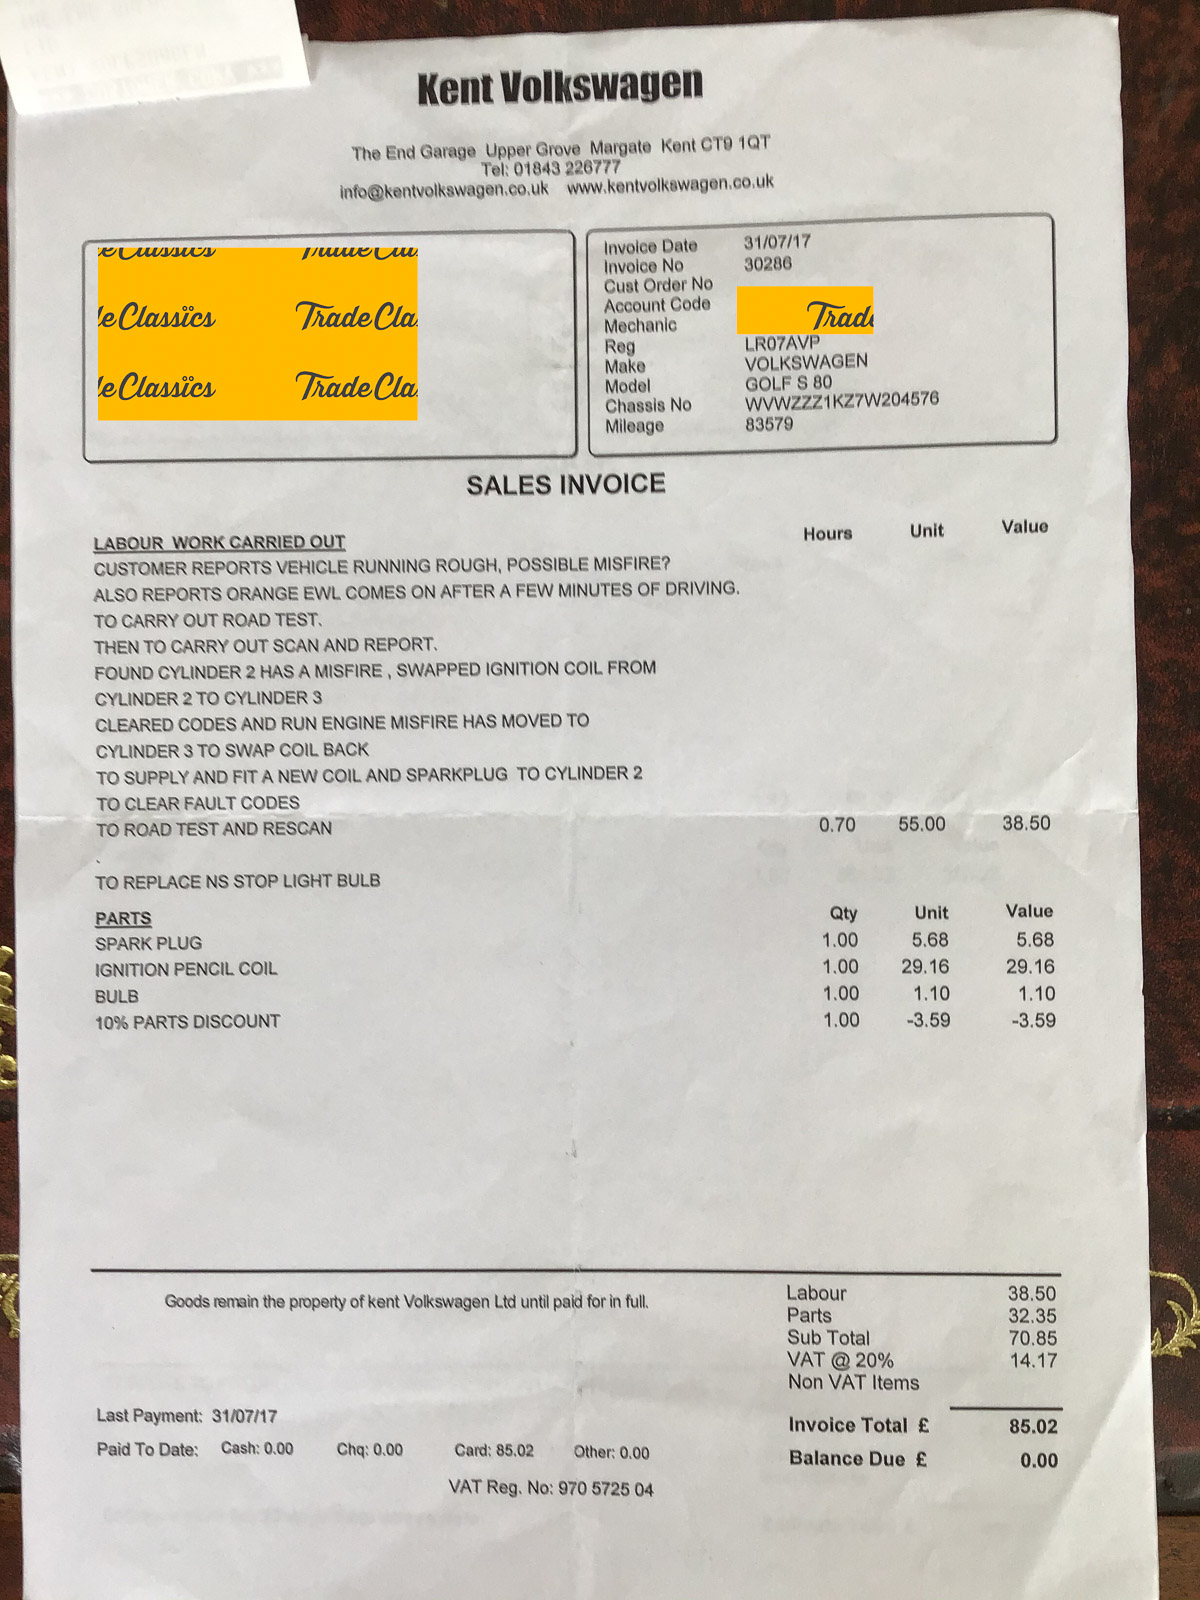 Kent Volkswagen
The End Garage Upper Grove Margate Kent CT9 1QT
Tel: 01843 226777
info@kentvolkswagen.co.uk www.kentvolkswagen.co.uk
eClassics TradeCla
eClassics TradeCla
eClassics TradeCla
Invoice Date 31/07/17
Invoice No 30286
Cust Order No
Account Code Trade
Mechanic
Reg LR07AVP
Make VOLKSWAGEN
Model GOLF S 80
Chassis No WVWZZZ1KZ7W204576
Mileage 83579
SALES INVOICE
LABOUR WORK CARRIED OUT Hours Unit Value
CUSTOMER REPORTS VEHICLE RUNNING ROUGH, POSSIBLE MISFIRE?
ALSO REPORTS ORANGE EWL COMES ON AFTER A FEW MINUTES OF DRIVING.
TO CARRY OUT ROAD TEST.
THEN TO CARRY OUT SCAN AND REPORT.
FOUND CYLINDER 2 HAS A MISFIRE , SWAPPED IGNITION COIL FROM
CYLINDER 2 TO CYLINDER 3
CLEARED CODES AND RUN ENGINE MISFIRE HAS MOVED TO
CYLINDER 3 TO SWAP COIL BACK
TO SUPPLY AND FIT A NEW COIL AND SPARKPLUG TO CYLINDER 2
TO CLEAR FAULT CODES
TO ROAD TEST AND RESCAN 0.70 55.00 38.50
.
TO REPLACE NS STOP LIGHT BULB
PARTS Qty Unit Value
SPARK PLUG 1.00 5.68 5.68
IGNITION PENCIL COIL 1.00 29.16 29.16
BULB 1.00 1.10 1.10
10% PARTS DISCOUNT 1.00 -3.59 -3.59
Goods remain the property of kent Volkswagen Ltd until paid for in full.
Labour 38.50
Parts 32.35
Sub Total 70.85
VAT @ 20% 14.17
Non VAT Items
Last Payment: 31/07/17
Invoice Total £ 85.02
Paid To Date: Cash: 0.00 Chq: 0.00 Card: 85.02 Other: 0.00
Balance Due £ 0.00
VAT Reg. No: 970 5725 04